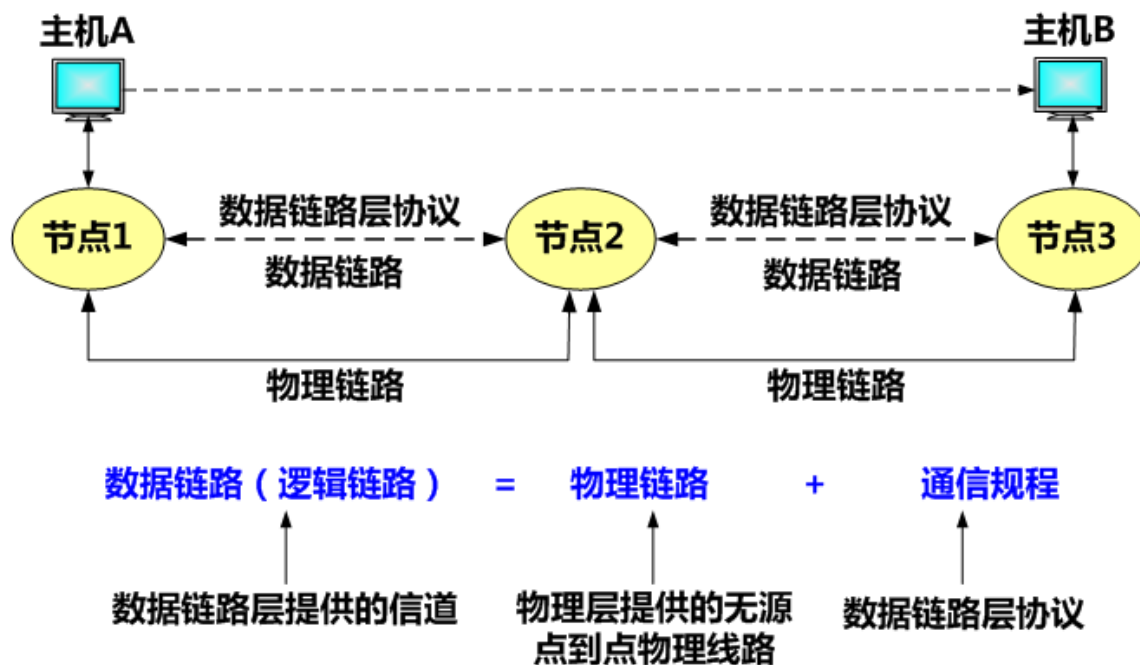 主机A
主机B
节点1
数据链路层协议
数据链路
节点2
数据链路层协议
数据链路
节点3
物理链路
物理链路
数据链路（逻辑链路） = 物理链路 + 通信规程
数据链路层提供的信道
物理层提供的无源
点到点物理线路
数据链路层协议